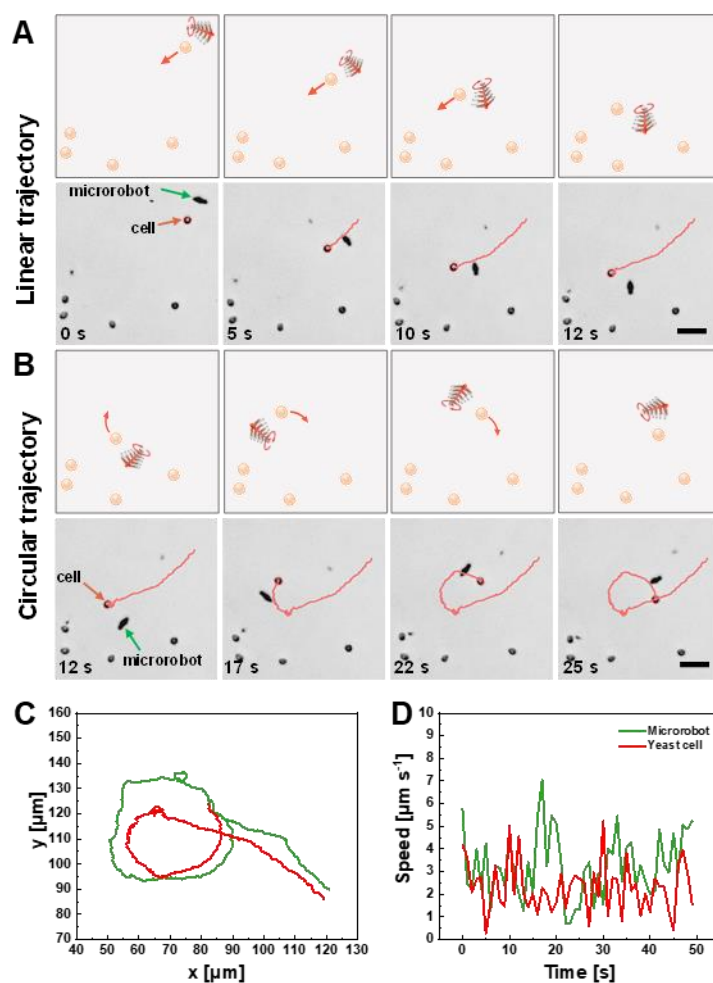 A
Linear trajectory
microrobot
cell
0 s
5 s
10 s
12 s
B
Circular trajectory
cell
microrobot
12 s
17 s
22 s
25 s
C
160
150
140
130
120
110
100
90
80
70
y [µm]
40 50 60 70 80 90 100 110 120 130
x [µm]
D
10
9
8
7
6
5
4
3
2
1
0
Speed [µm s⁻¹]
Microrobot
Yeast cell
0 10 20 30 40 50
Time [s]